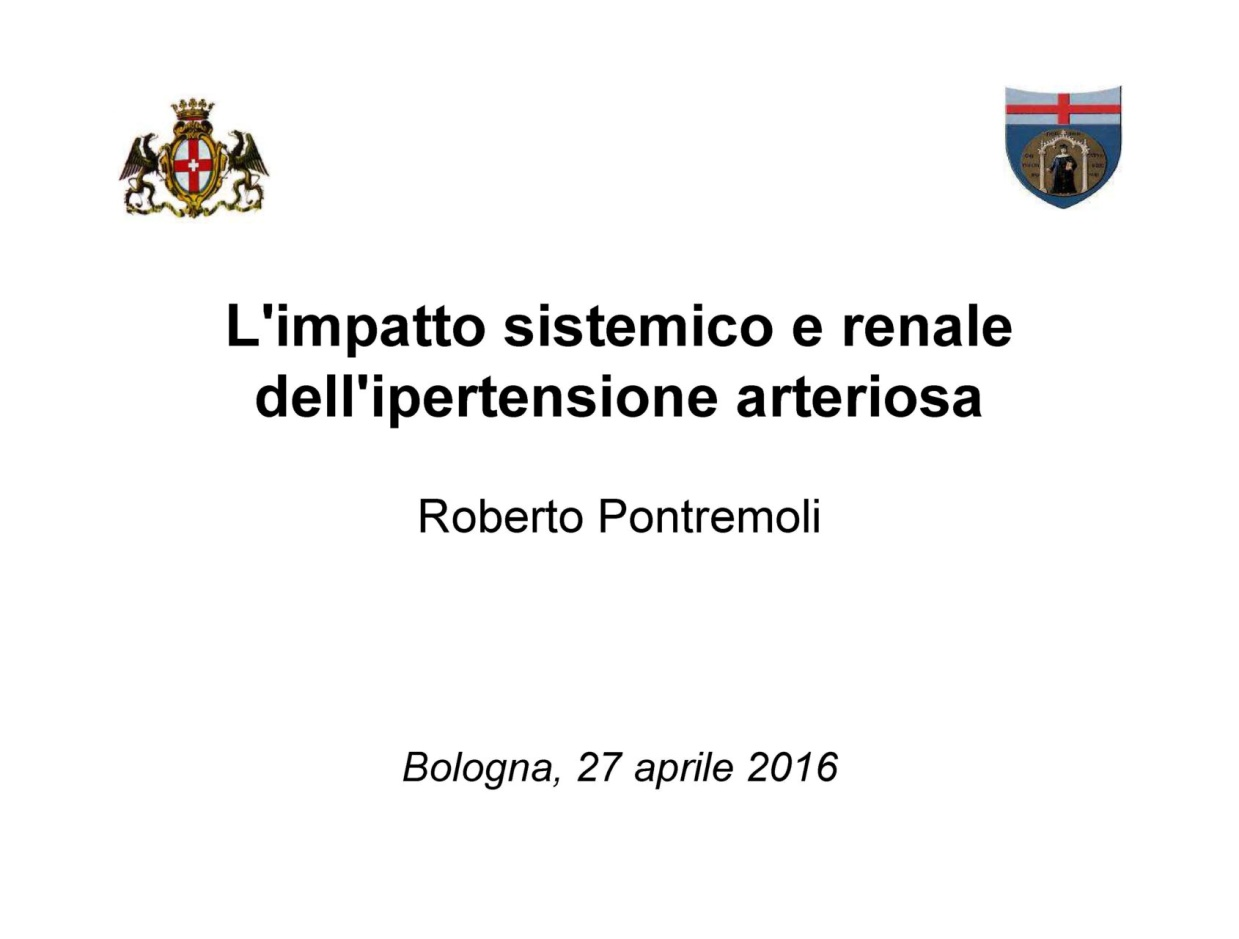 L'impatto sistemico e renale
dell'ipertensione arteriosa
Roberto Pontremoli
Bologna, 27 aprile 2016